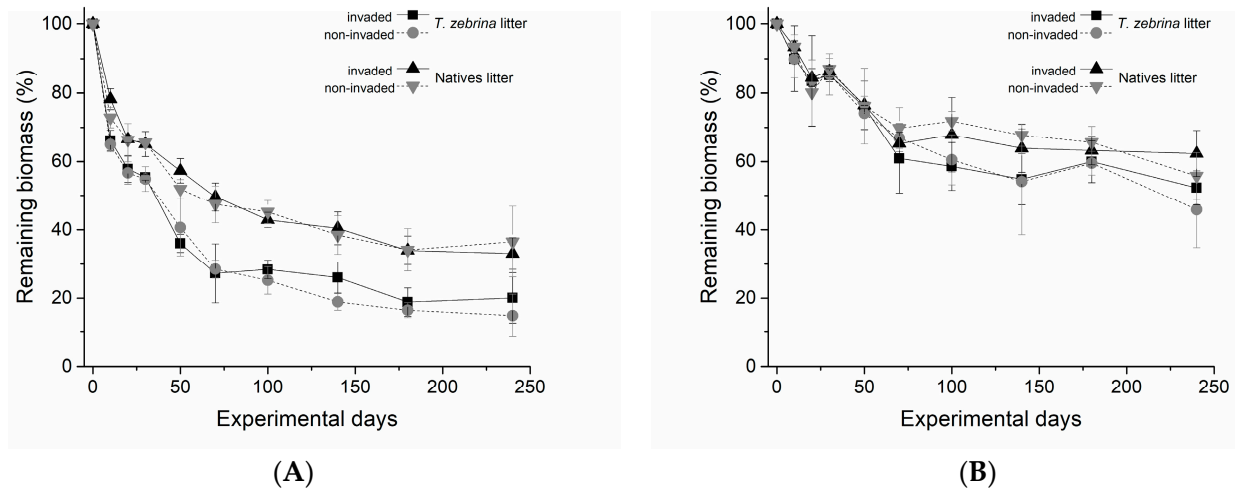 invaded
T. zebrina litter
non-invaded
invaded
Natives litter
non-invaded
100
80
60
40
20
0
Remaining biomass (%)
0 50 100 150 200 250
Experimental days
(A)
invaded
T. zebrina litter
non-invaded
invaded
Natives litter
non-invaded
100
80
60
40
20
0
Remaining biomass (%)
0 50 100 150 200 250
Experimental days
(B)